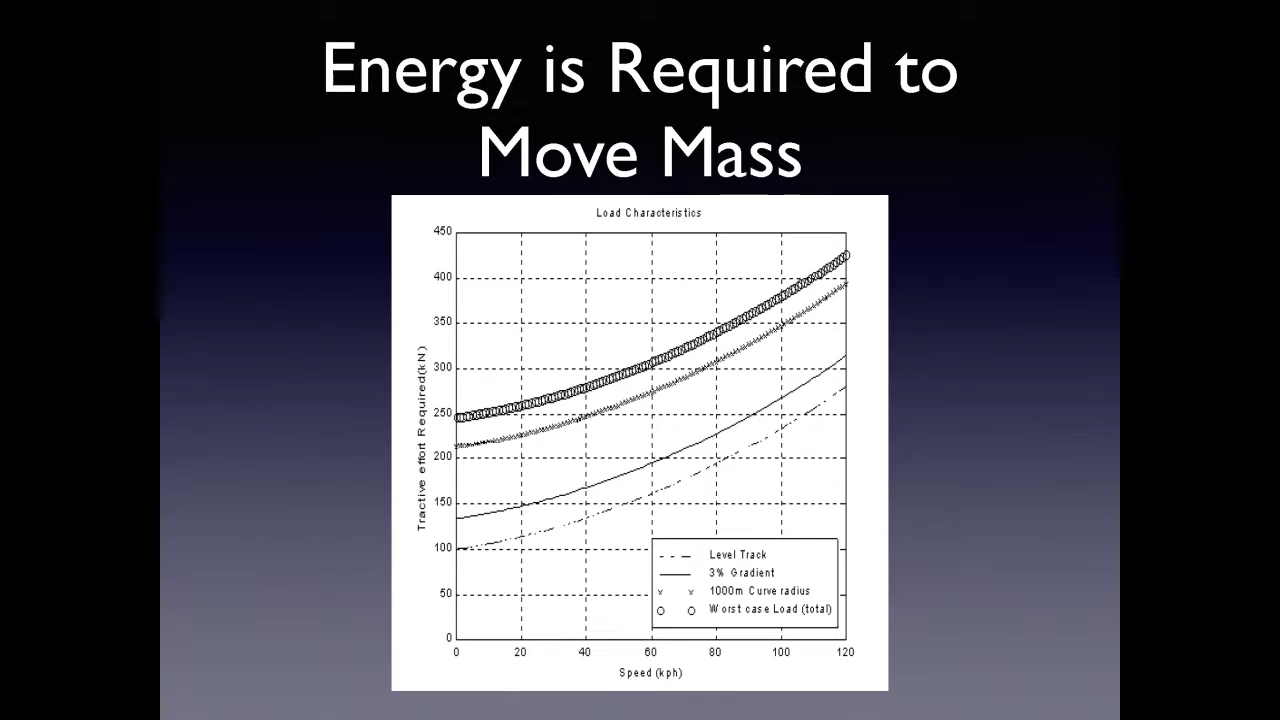 Energy is Required to
Move Mass
Load Characteristics
450
400
350
300
250
200
150
100
50
0
Tractive effort Required(kN)
0 20 40 60 80 100 120
Speed (kph)
Level Track
3% Gradient
1000m Curve radius
Worst case Load (total)